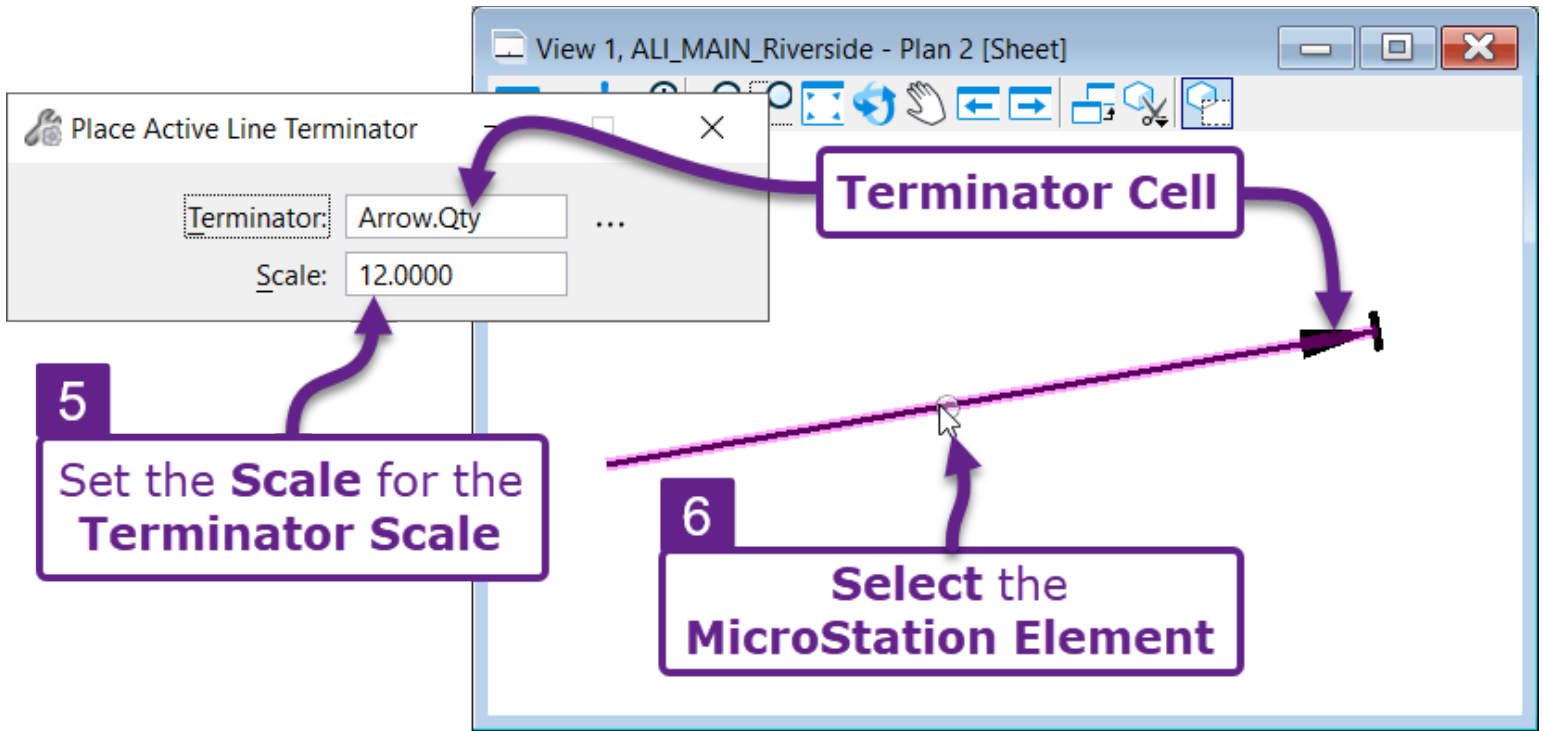 View 1, ALI_MAIN_Riverside - Plan 2 [Sheet]
Place Active Line Terminator
Terminator: Arrow.Qty ...
Scale: 12.0000
Terminator Cell
5
Set the Scale for the
Terminator Scale
6
Select the
MicroStation Element